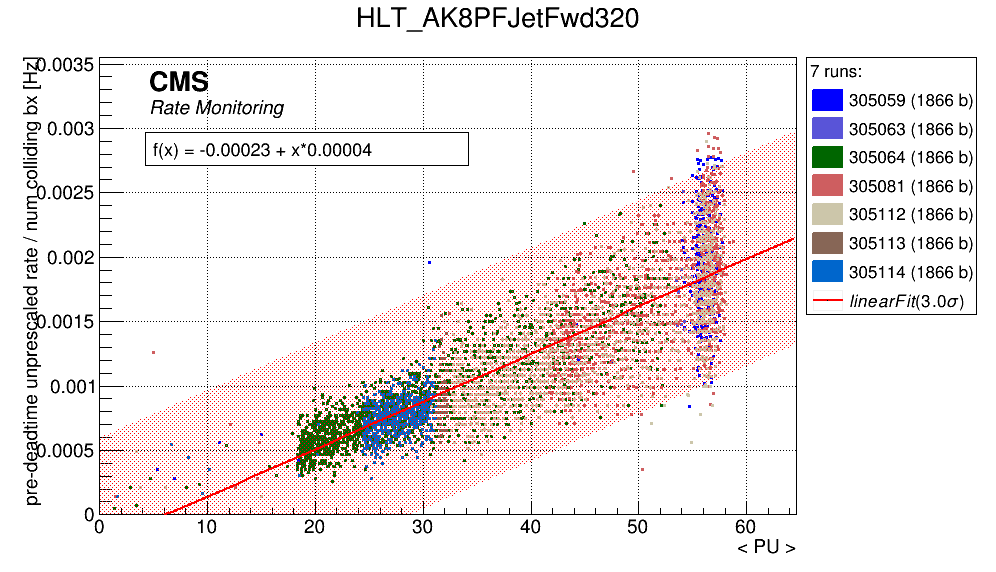 HLT_AK8PFJetFwd320
pre-deadtime unprescaled rate / num colliding bx [Hz]
0.0035
0.003
0.0025
0.002
0.0015
0.001
0.0005
0
CMS
Rate Monitoring
f(x) = -0.00023 + x*0.00004
0 10 20 30 40 50 60
< PU >
7 runs:
305059 (1866 b)
305063 (1866 b)
305064 (1866 b)
305081 (1866 b)
305112 (1866 b)
305113 (1866 b)
305114 (1866 b)
linearFit(3.0σ)